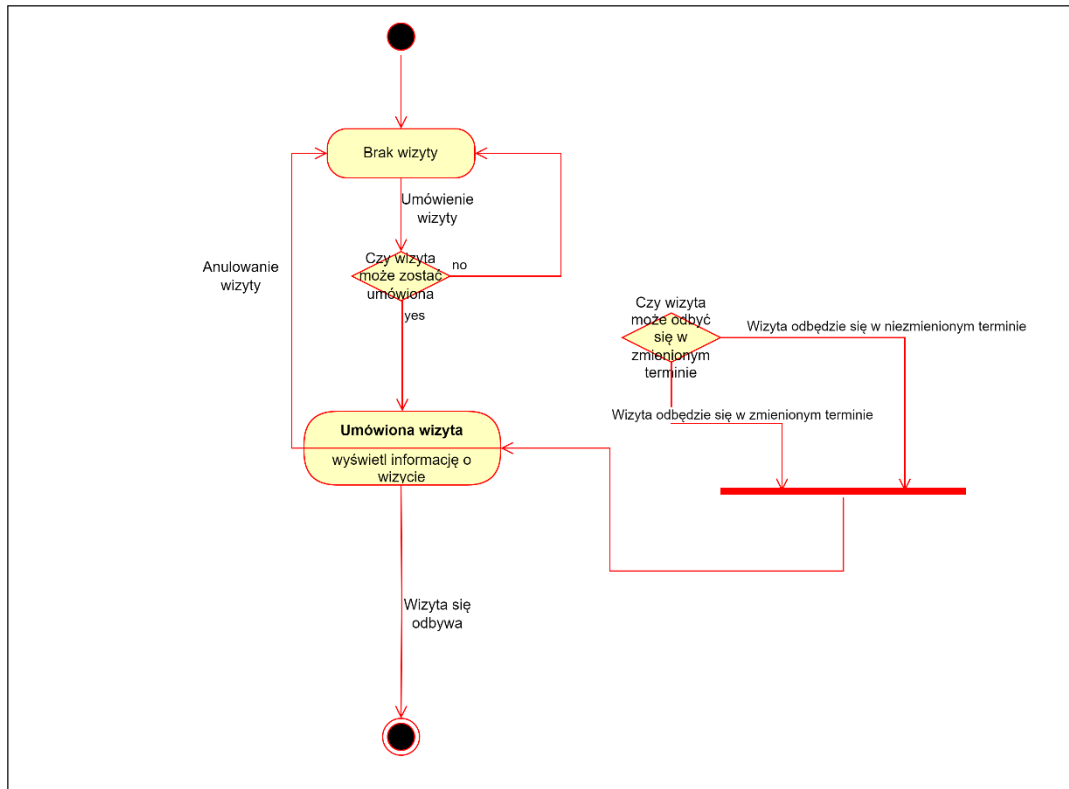 Brak wizyty
Umówienie
wizyty
Czy wizyta
może zostać
umówiona
no
yes
Anulowanie
wizyty
Czy wizyta
może odbyć
się w
zmienionym
terminie
Wizyta odbędzie się w niezmienionym terminie
Wizyta odbędzie się w zmienionym terminie
Umówiona wizyta
wyświetl informację o
wizycie
Wizyta się
odbywa